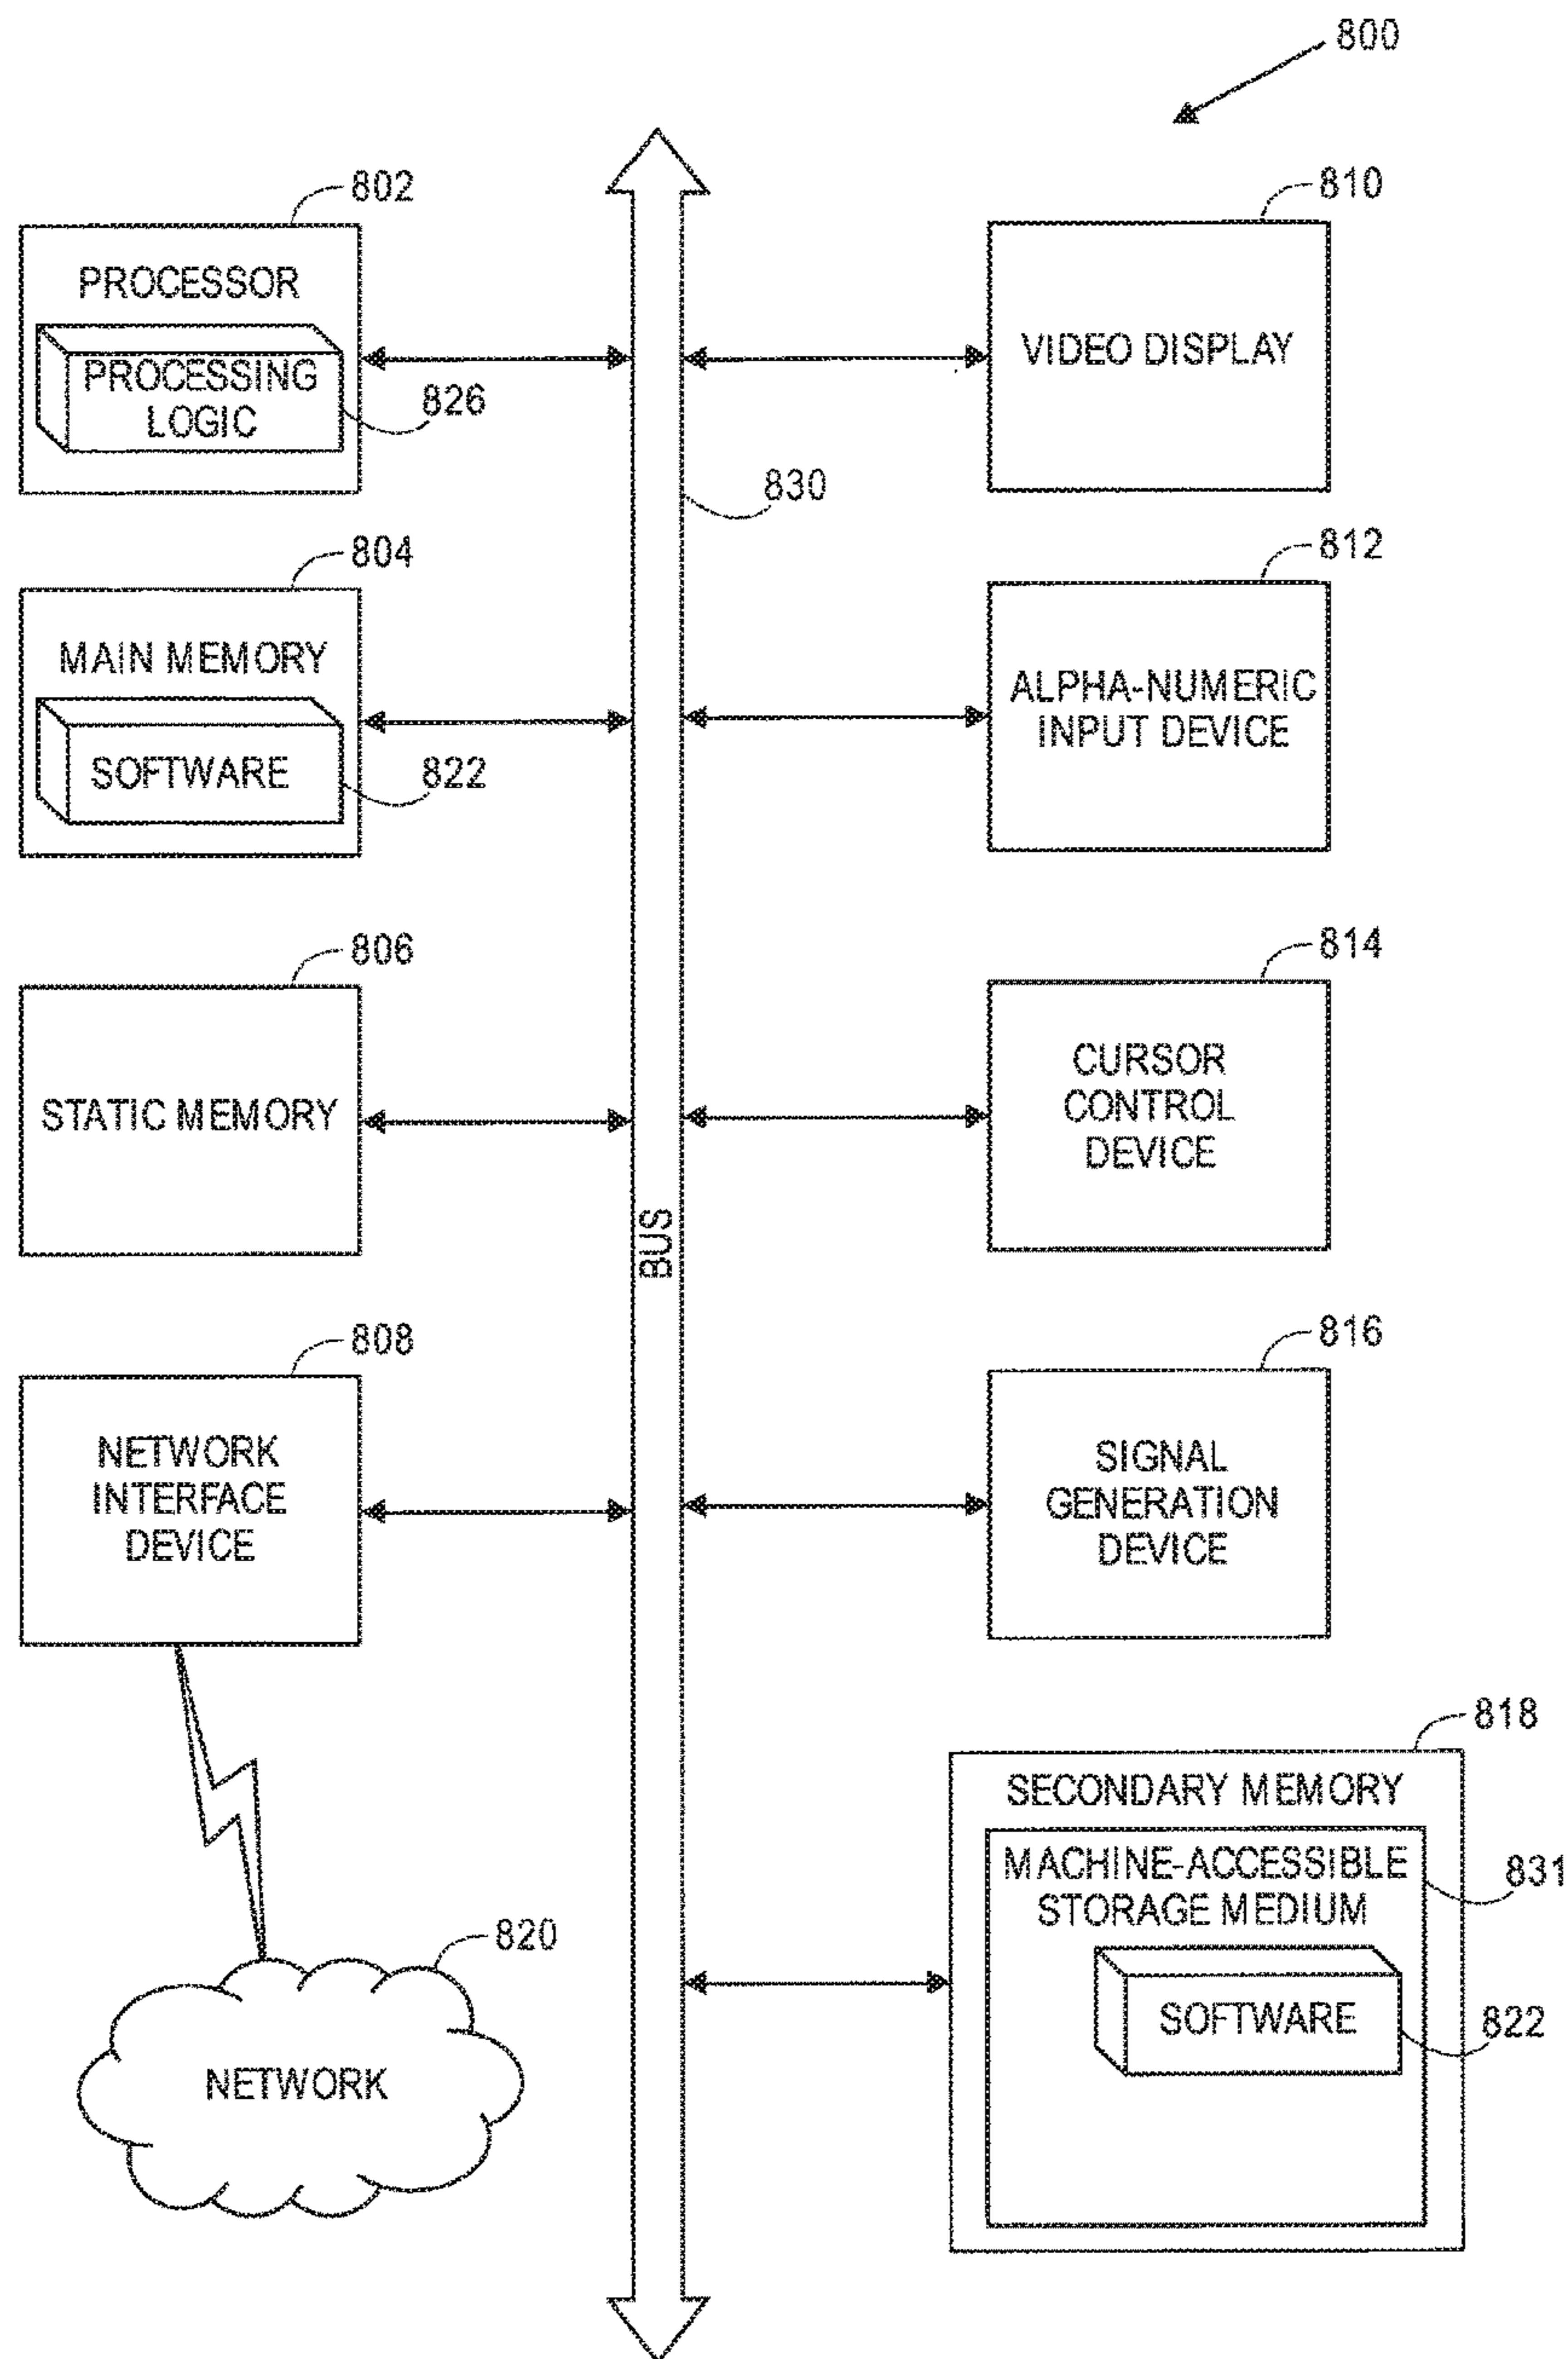 800
802
PROCESSOR
PROCESSING
LOGIC
826
804
MAIN MEMORY
SOFTWARE
822
806
STATIC MEMORY
808
NETWORK
INTERFACE
DEVICE
820
NETWORK
830
BUS
810
VIDEO DISPLAY
812
ALPHA-NUMERIC
INPUT DEVICE
814
CURSOR
CONTROL
DEVICE
816
SIGNAL
GENERATION
DEVICE
818
SECONDARY MEMORY
MACHINE-ACCESSIBLE
STORAGE MEDIUM
831
SOFTWARE
822